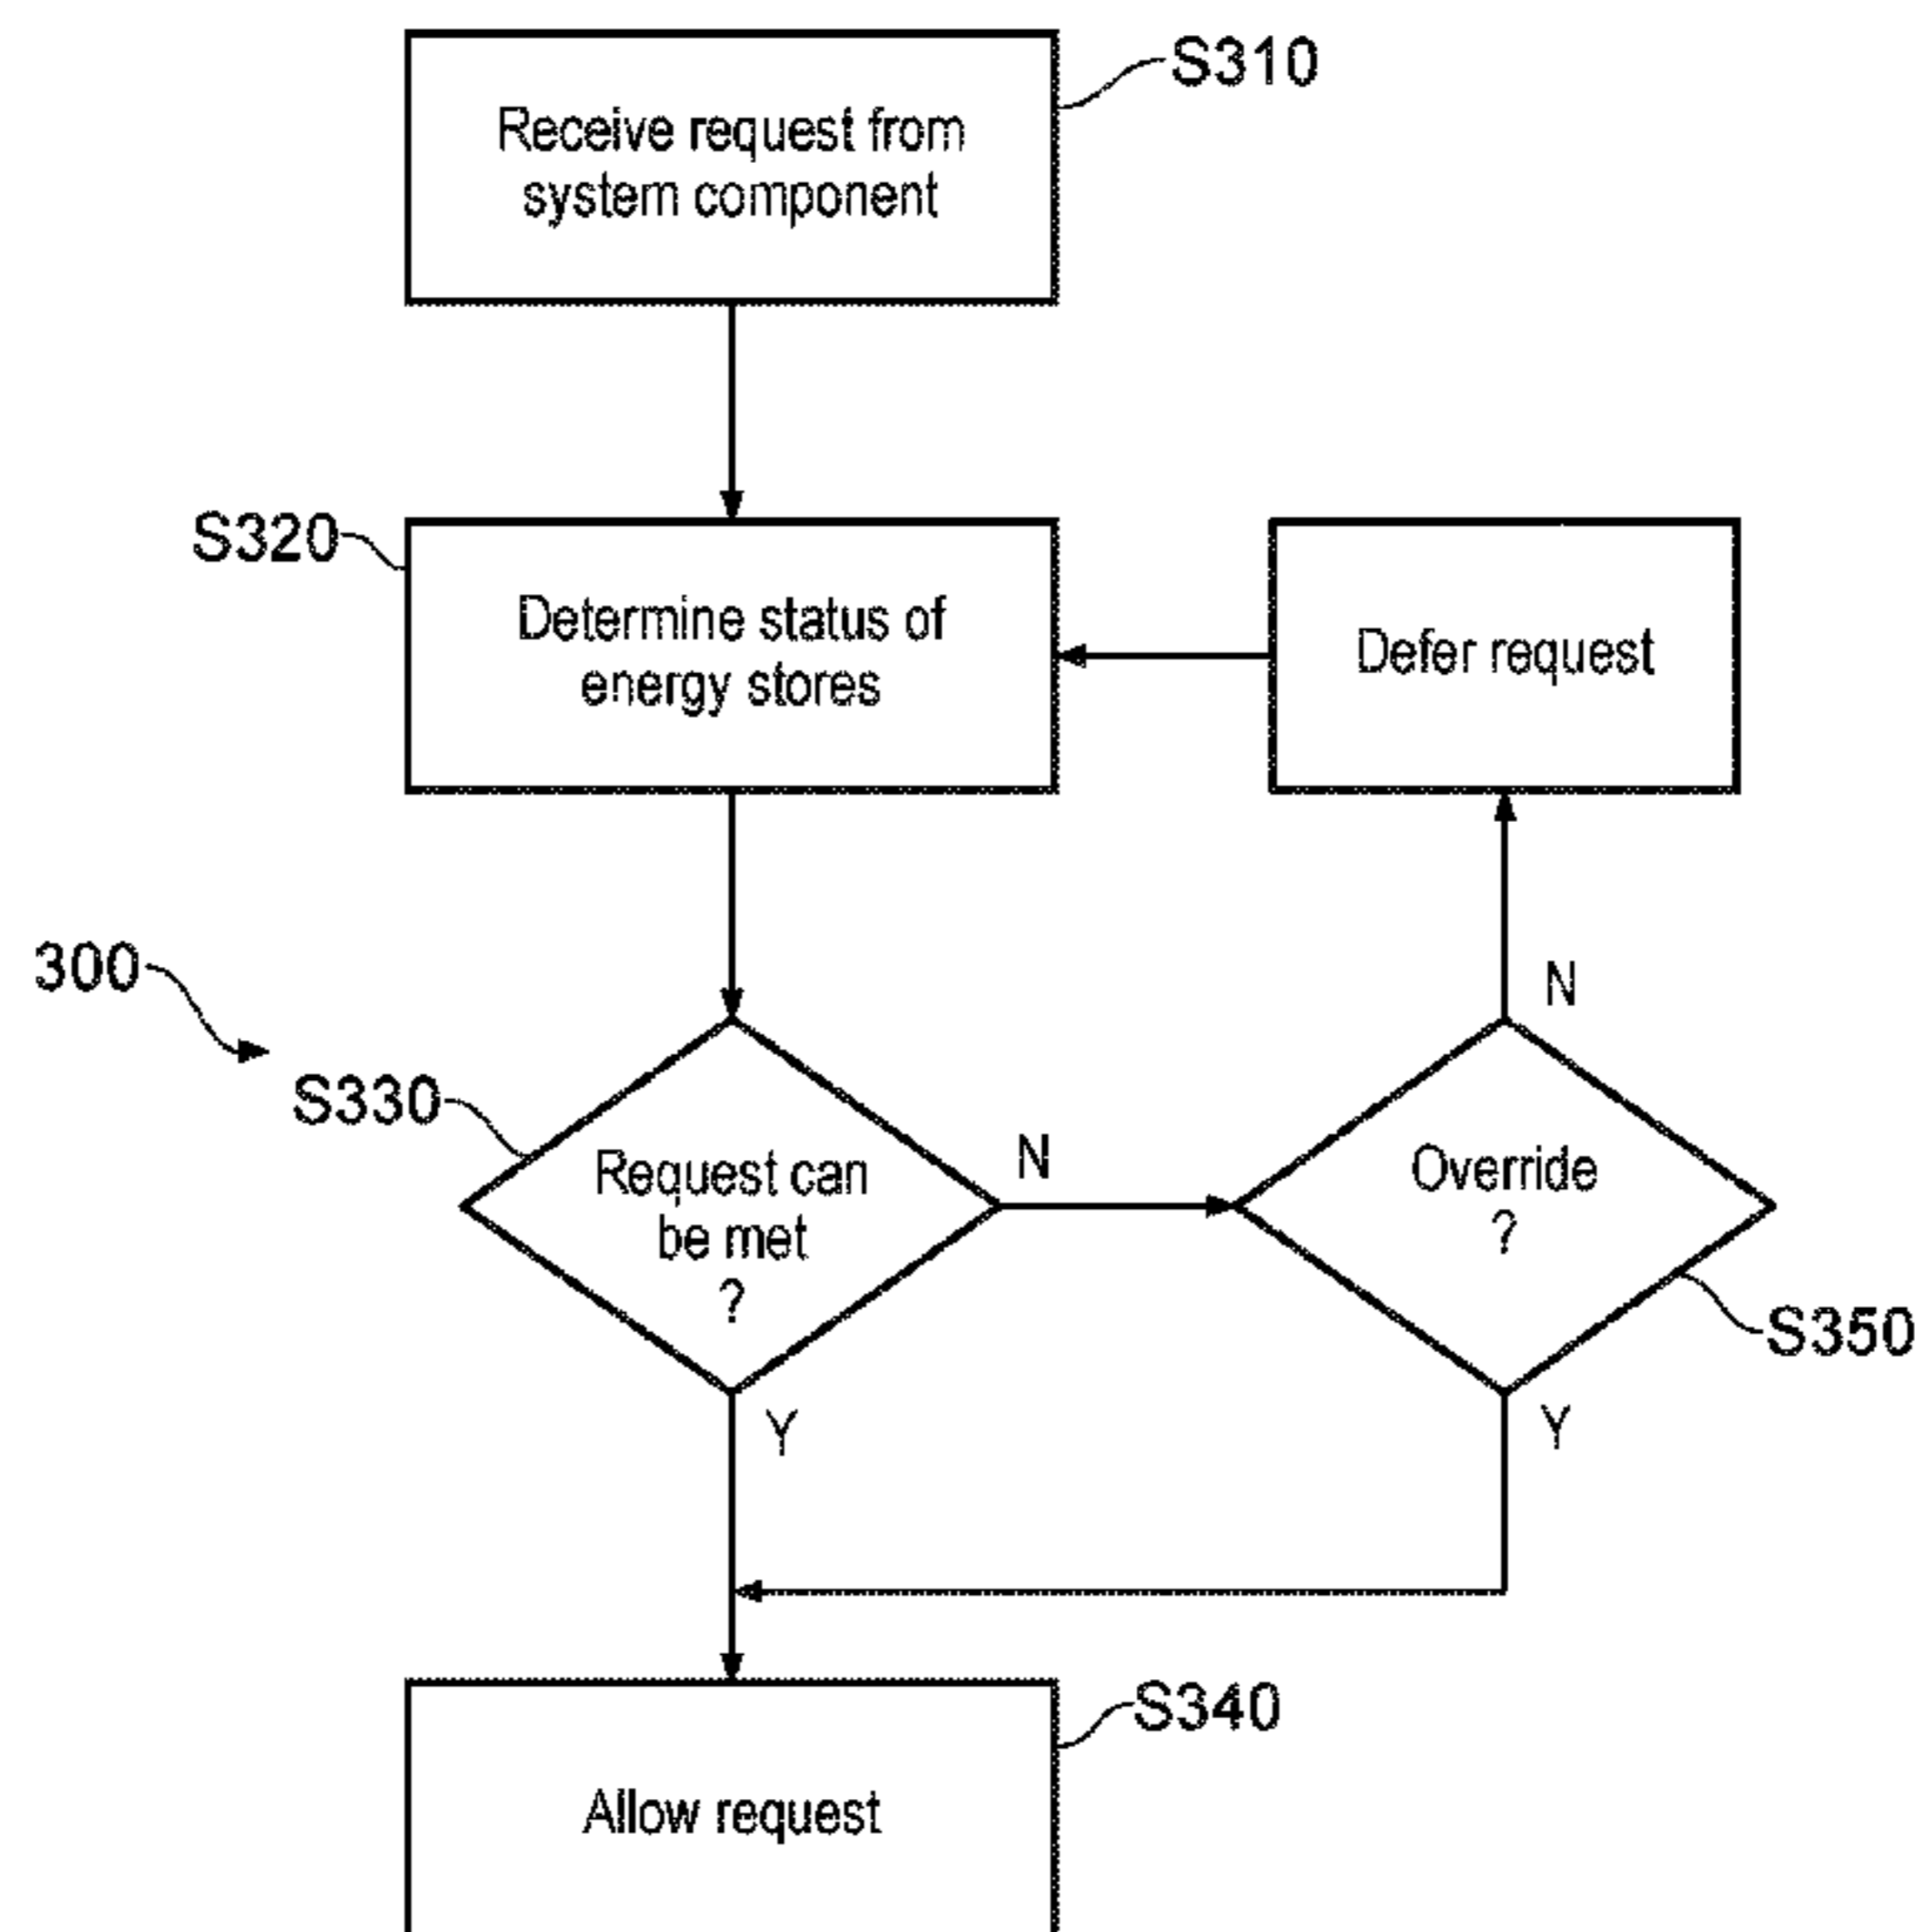 S310
Receive request from
system component
S320
Determine status of
energy stores
Defer request
300
N
S330
N
Request can
be met
?
Override
?
S350
Y
Y
S340
Allow request